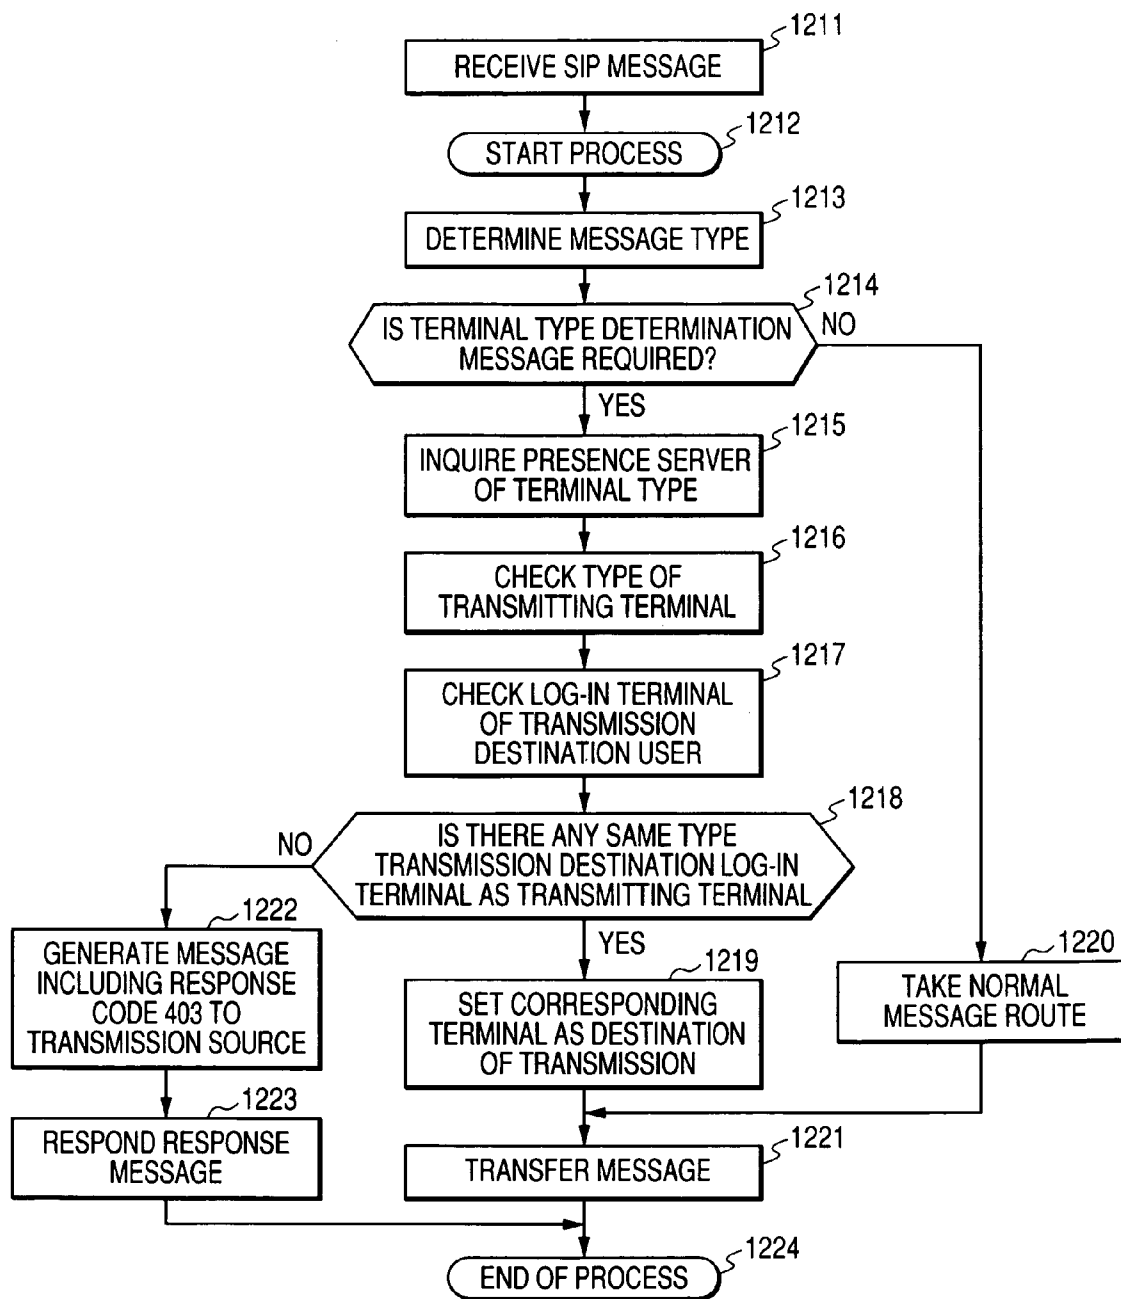 1211
RECEIVE SIP MESSAGE
1212
START PROCESS
1213
DETERMINE MESSAGE TYPE
1214
IS TERMINAL TYPE DETERMINATION
MESSAGE REQUIRED?
NO
YES
1215
INQUIRE PRESENCE SERVER
OF TERMINAL TYPE
1216
CHECK TYPE OF
TRANSMITTING TERMINAL
1217
CHECK LOG-IN TERMINAL
OF TRANSMISSION
DESTINATION USER
1218
IS THERE ANY SAME TYPE
TRANSMISSION DESTINATION LOG-IN
TERMINAL AS TRANSMITTING TERMINAL
NO
YES
1222
GENERATE MESSAGE
INCLUDING RESPONSE
CODE 403 TO
TRANSMISSION SOURCE
1219
SET CORRESPONDING
TERMINAL AS DESTINATION
OF TRANSMISSION
1220
TAKE NORMAL
MESSAGE ROUTE
1223
RESPOND RESPONSE
MESSAGE
1221
TRANSFER MESSAGE
1224
END OF PROCESS